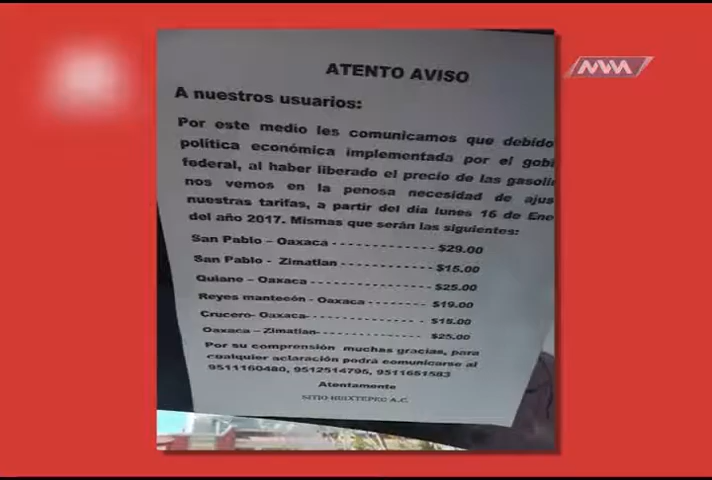 MVM
ATENTO AVISO
A nuestros usuarios:
Por este medio les comunicamos que debido
política económica implementada por el gobi
federal, al haber liberado el precio de las gasolin
nos vemos en la penosa necesidad de ajus
nuestras tarifas, a partir del día lunes 16 de Ene
del año 2017. Mismas que serán las siguientes:
San Pablo – Oaxaca - - - - - - - - - - - - - - - $29.00
San Pablo - Zimatlan - - - - - - - - - - - - - $15.00
Quiane – Oaxaca - - - - - - - - - - - - - - - - - - $25.00
Reyes mantecón - Oaxaca - - - - - - - - $19.00
Crucero- Oaxaca- - - - - - - - - - - - - - - - - $15.00
Oaxaca – Zimatlan- - - - - - - - - - - - - - - - $25.00
Por su comprensión muchas gracias, para
cualquier aclaración podrá comunicarse al
9511160480, 9512514795, 9511651583
Atentamente
SITIO HUIXTEPEC A.C.